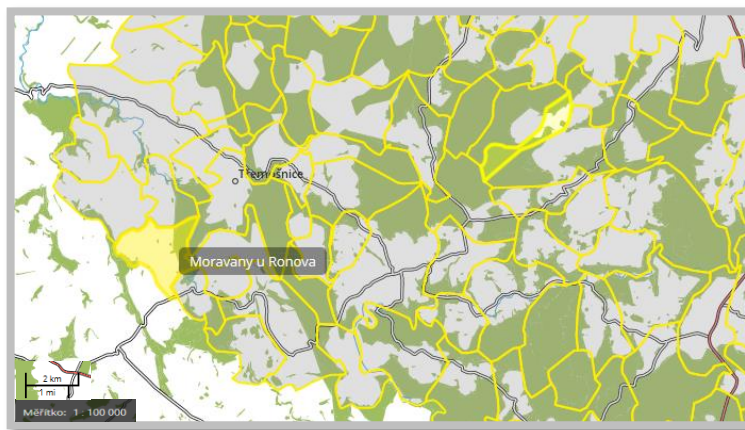 Třemošnice
Moravany u Ronova
2 km
1 mi
Měřítko: 1 : 100 000